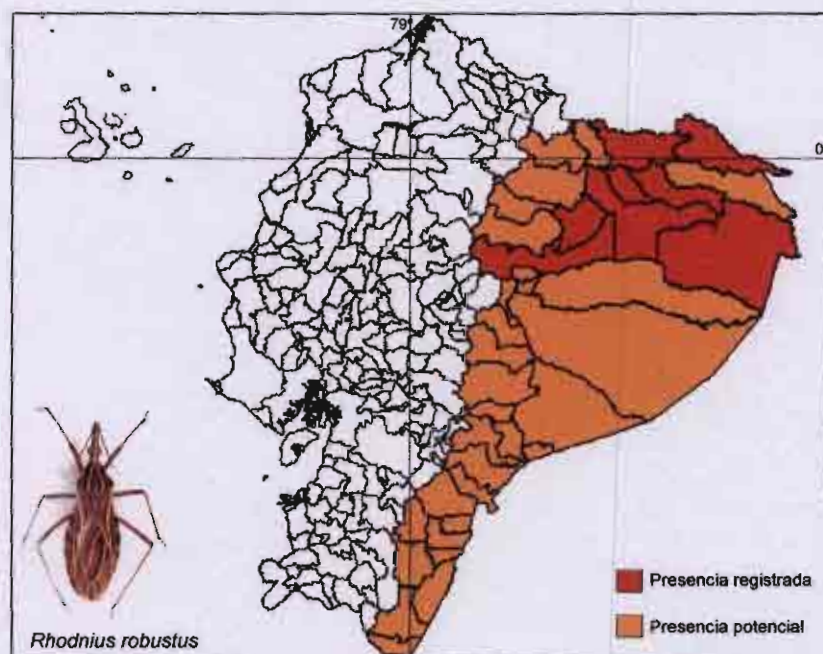 79
0
Presencia registrada
Presencia potencial
Rhodnius robustus